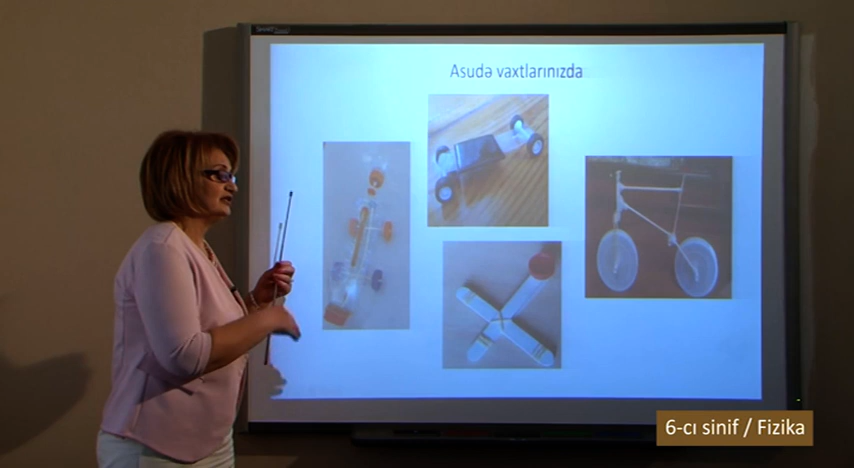 Asudə vaxtlarınızda
6-cı sinif / Fizika